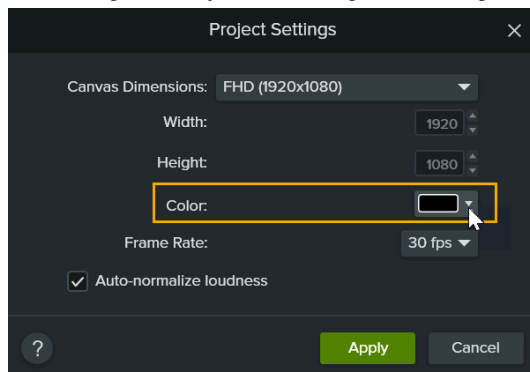 Project Settings
Canvas Dimensions: FHD (1920x1080)
Width: 1920
Height: 1080
Color:
Frame Rate: 30 fps
Auto-normalize loudness
? Apply Cancel